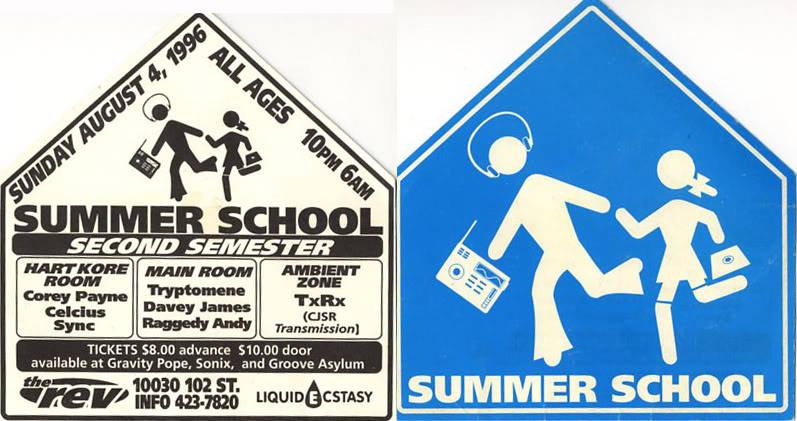 SUNDAY AUGUST 4, 1996
ALL AGES
10PM 6AM
SUMMER SCHOOL
SECOND SEMESTER
HARTKORE
ROOM
Corey Payne
Celcius
Sync
MAIN ROOM
Tryptomene
Davey James
Raggedy Andy
AMBIENT
ZONE
TxRx
(CJSR
Transmission)
TICKETS $8.00 advance $10.00 door
available at Gravity Pope, Sonix, and Groove Asylum
the rev
10030 102 ST.
INFO 423-7820
LIQUID E ECSTASY
SUMMER SCHOOL